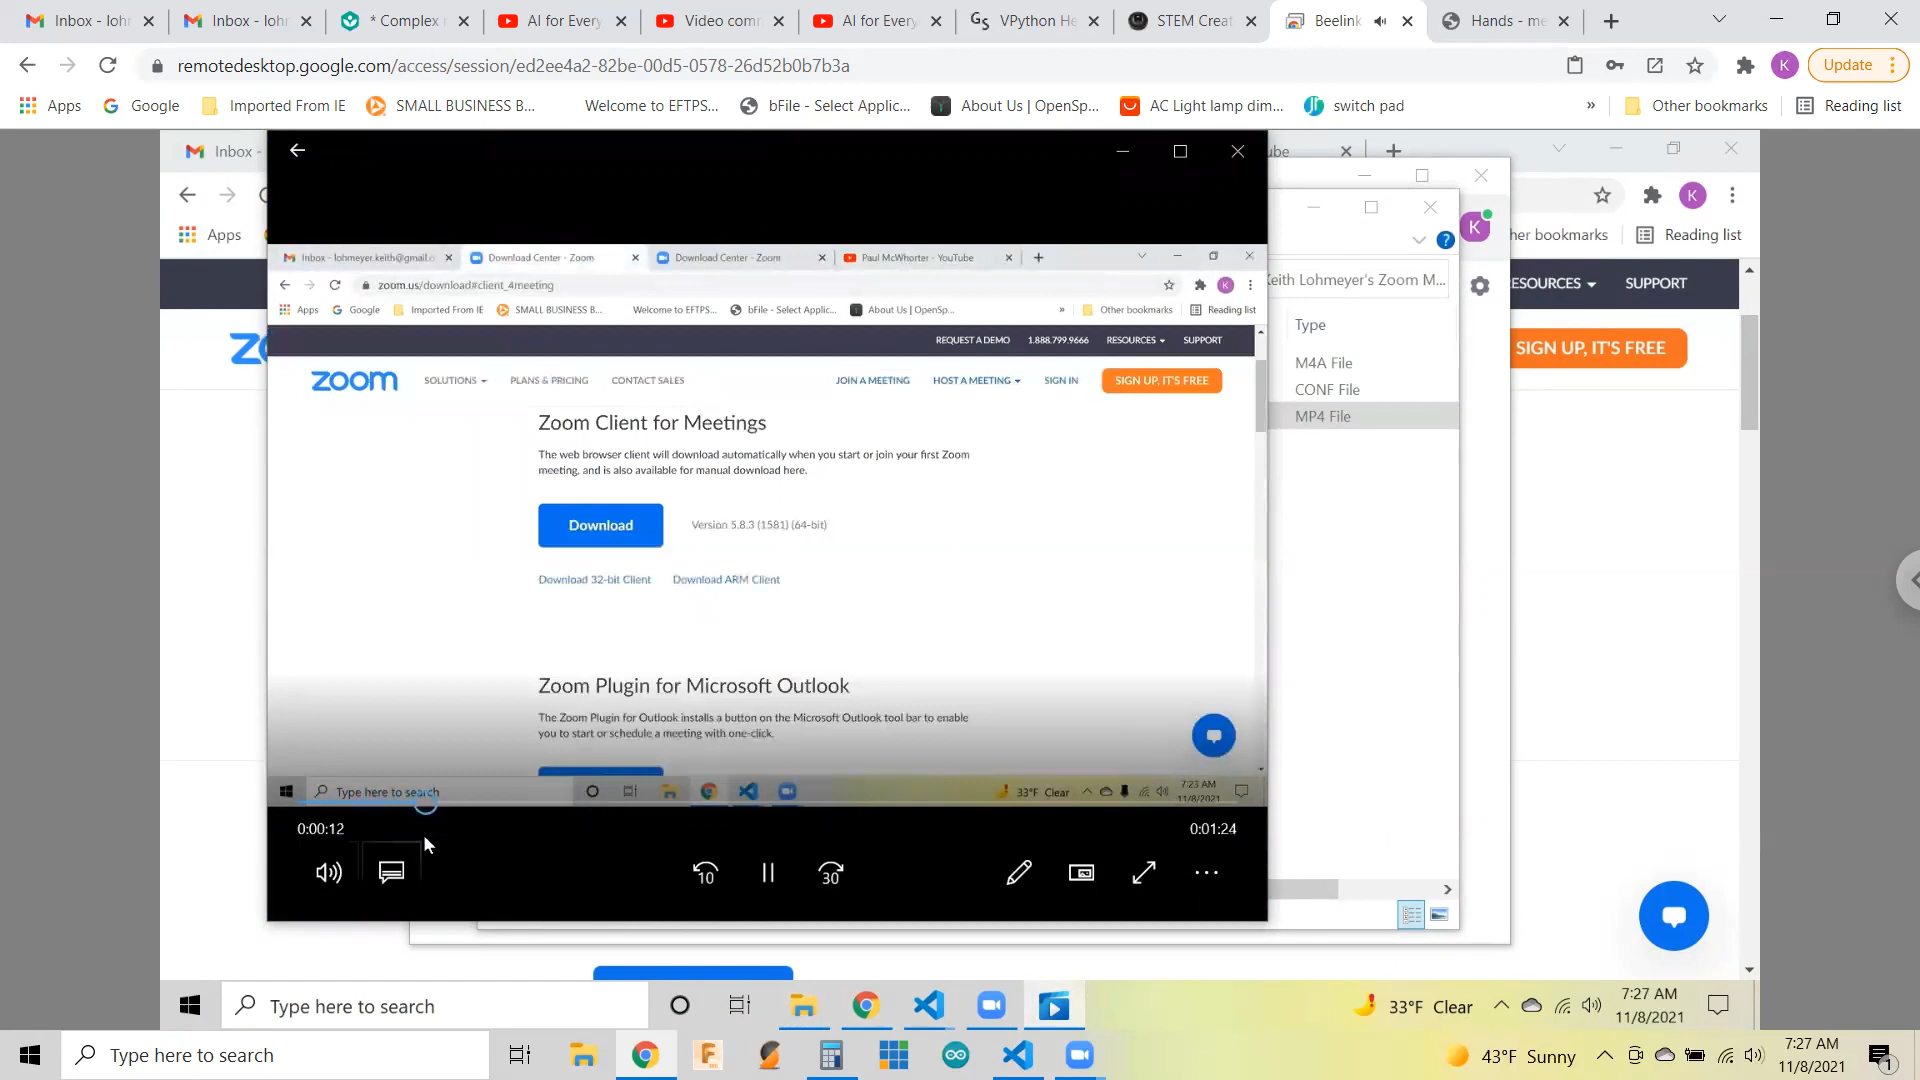 Inbox - lohr
Inbox - lohr
* Complex
AI for Every
Video com
AI for Every
VPython He
STEM Creat
Beelink
Hands - me
remotedesktop.google.com/access/session/ed2ee4a2-82be-00d5-0578-26d52b0b7b3a
K
Update
Apps
Google
Imported From IE
SMALL BUSINESS B...
Welcome to EFTPS...
bFile - Select Applic...
About Us | OpenSp...
AC Light lamp dim...
switch pad
»
Other bookmarks
Reading list
Inbox -
ube
K
Apps
her bookmarks
Reading list
K
Inbox - lohmeyer.keith@gmail.c
Download Center - Zoom
Download Center - Zoom
Paul McWhorter - YouTube
zoom.us/download#client_4meeting
K
Apps
Google
Imported From IE
SMALL BUSINESS B...
Welcome to EFTPS...
bFile - Select Applic...
About Us | OpenSp...
»
Other bookmarks
Reading list
Keith Lohmeyer's Zoom M...
ESOURCES
SUPPORT
REQUEST A DEMO
1.888.799.9666
RESOURCES
SUPPORT
Type
SIGN UP, IT'S FREE
zoom
SOLUTIONS
PLANS & PRICING
CONTACT SALES
JOIN A MEETING
HOST A MEETING
SIGN IN
SIGN UP, IT'S FREE
M4A File
CONF File
MP4 File
Zoom Client for Meetings
The web browser client will download automatically when you start or join your first Zoom
meeting, and is also available for manual download here.
Download
Version 5.8.3 (1581) (64-bit)
Download 32-bit Client
Download ARM Client
Zoom Plugin for Microsoft Outlook
The Zoom Plugin for Outlook installs a button on the Microsoft Outlook tool bar to enable
you to start or schedule a meeting with one-click.
Type here to search
33°F Clear
7:23 AM
11/8/2021
0:00:12
0:01:24
10
30
Type here to search
33°F Clear
7:27 AM
11/8/2021
Type here to search
43°F Sunny
7:27 AM
11/8/2021
1